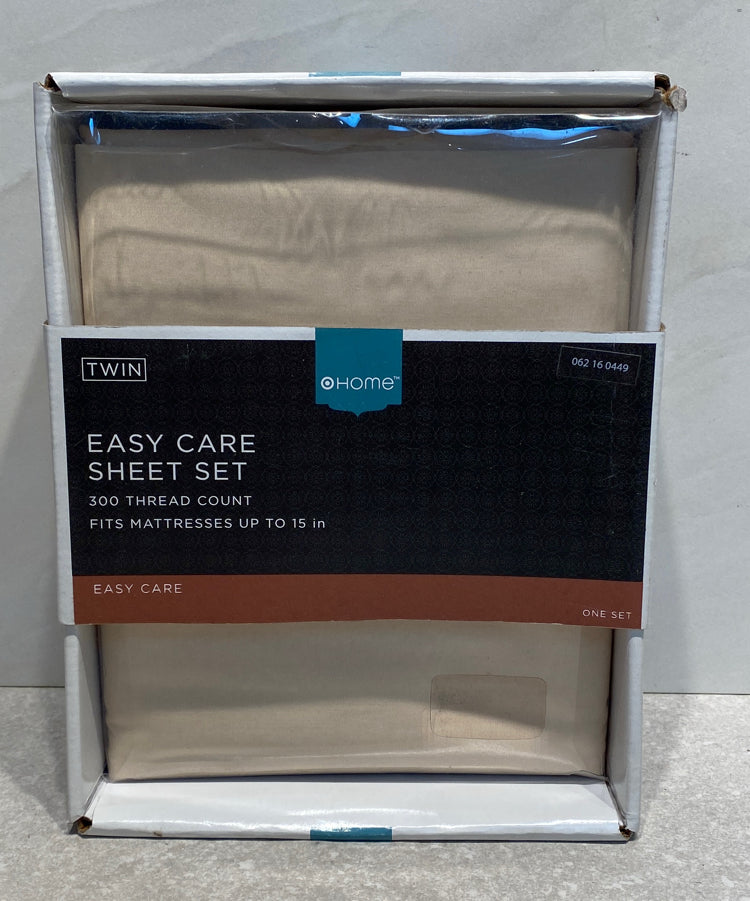 TWIN
HOME™
062 16 0449
EASY CARE
SHEET SET
300 THREAD COUNT
FITS MATTRESSES UP TO 15 in
EASY CARE
ONE SET